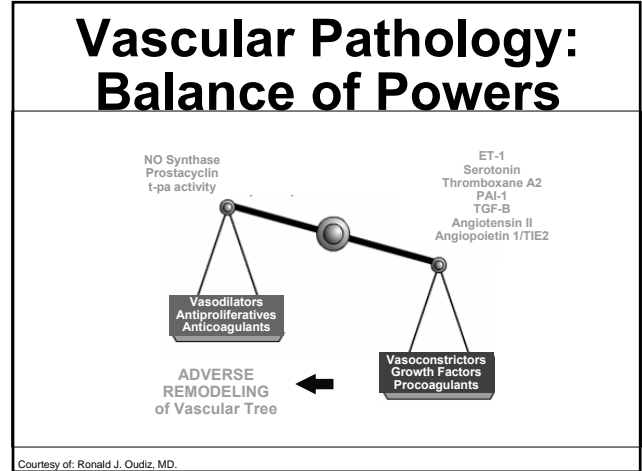 Vascular Pathology:
Balance of Powers
NO Synthase
Prostacyclin
t-pa activity
ET-1
Serotonin
Thromboxane A2
PAI-1
TGF-B
Angiotensin II
Angiopoietin 1/TIE2
Vasodilators
Antiproliferatives
Anticoagulants
Vasoconstrictors
Growth Factors
Procoagulants
ADVERSE
REMODELING
of Vascular Tree
Courtesy of: Ronald J. Oudiz, MD.